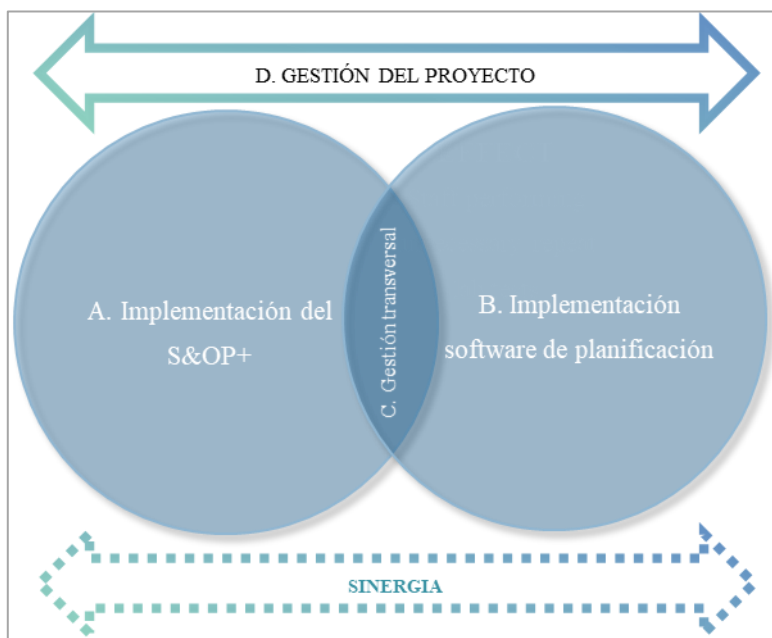 D. GESTIÓN DEL PROYECTO
A. Implementación del
S&OP+
C. Gestión transversal
B. Implementación
software de planificación
SINERGIA